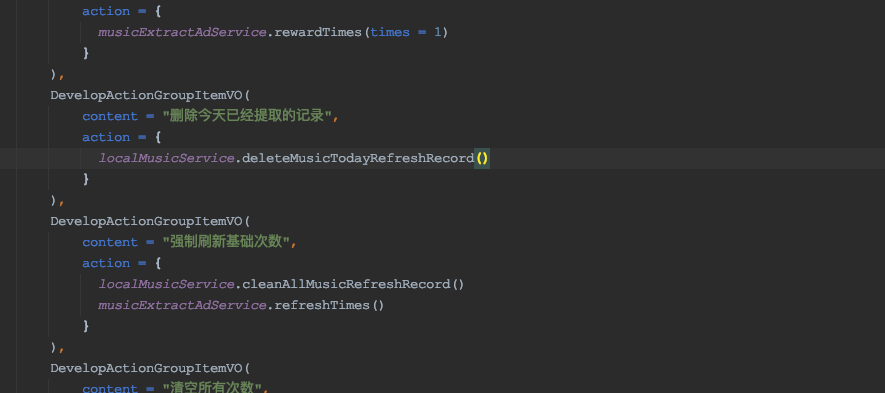 action = {
musicExtractAdService.rewardTimes(times = 1)
}
),
DevelopActionGroupItemVO(
content = "删除今天已经提取的记录",
action = {
localMusicService.deleteMusicTodayRefreshRecord()
}
),
DevelopActionGroupItemVO(
content = "强制刷新基础次数",
action = {
localMusicService.cleanAllMusicRefreshRecord()
musicExtractAdService.refreshTimes()
}
),
DevelopActionGroupItemVO(
content = "清空所有次数",